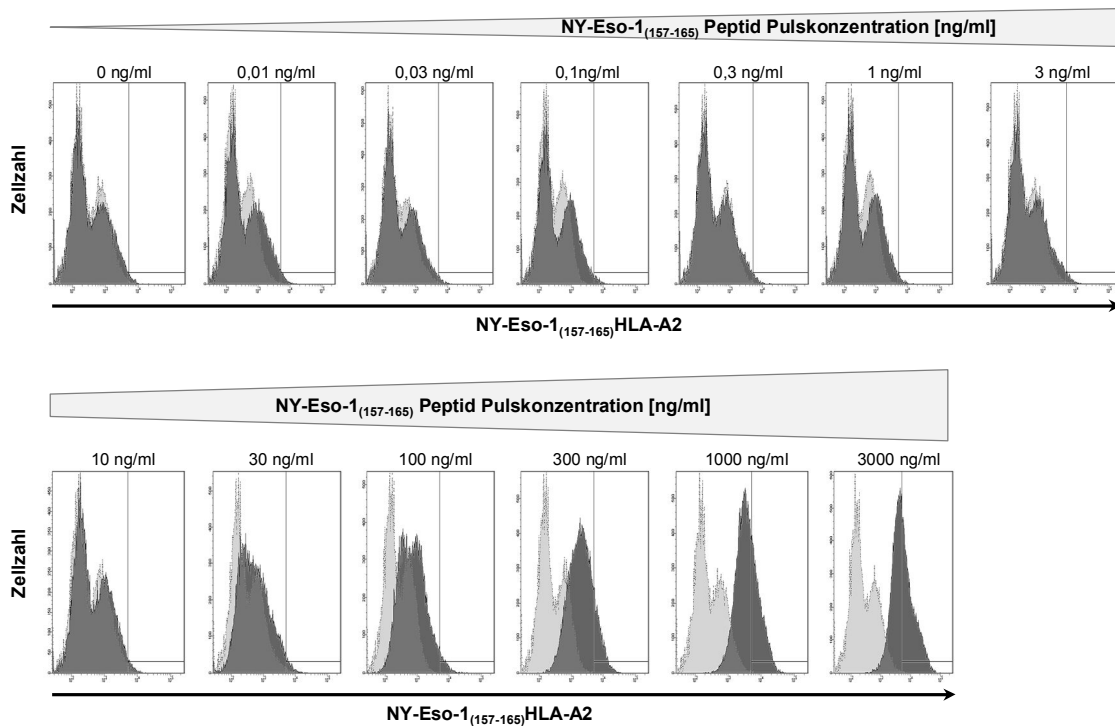 NY-Eso-1(157-165) Peptid Pulskonzentration [ng/ml]
0 ng/ml 0,01 ng/ml 0,03 ng/ml 0,1ng/ml 0,3 ng/ml 1 ng/ml 3 ng/ml
Zellzahl
NY-Eso-1(157-165)HLA-A2
NY-Eso-1(157-165) Peptid Pulskonzentration [ng/ml]
10 ng/ml 30 ng/ml 100 ng/ml 300 ng/ml 1000 ng/ml 3000 ng/ml
Zellzahl
NY-Eso-1(157-165)HLA-A2